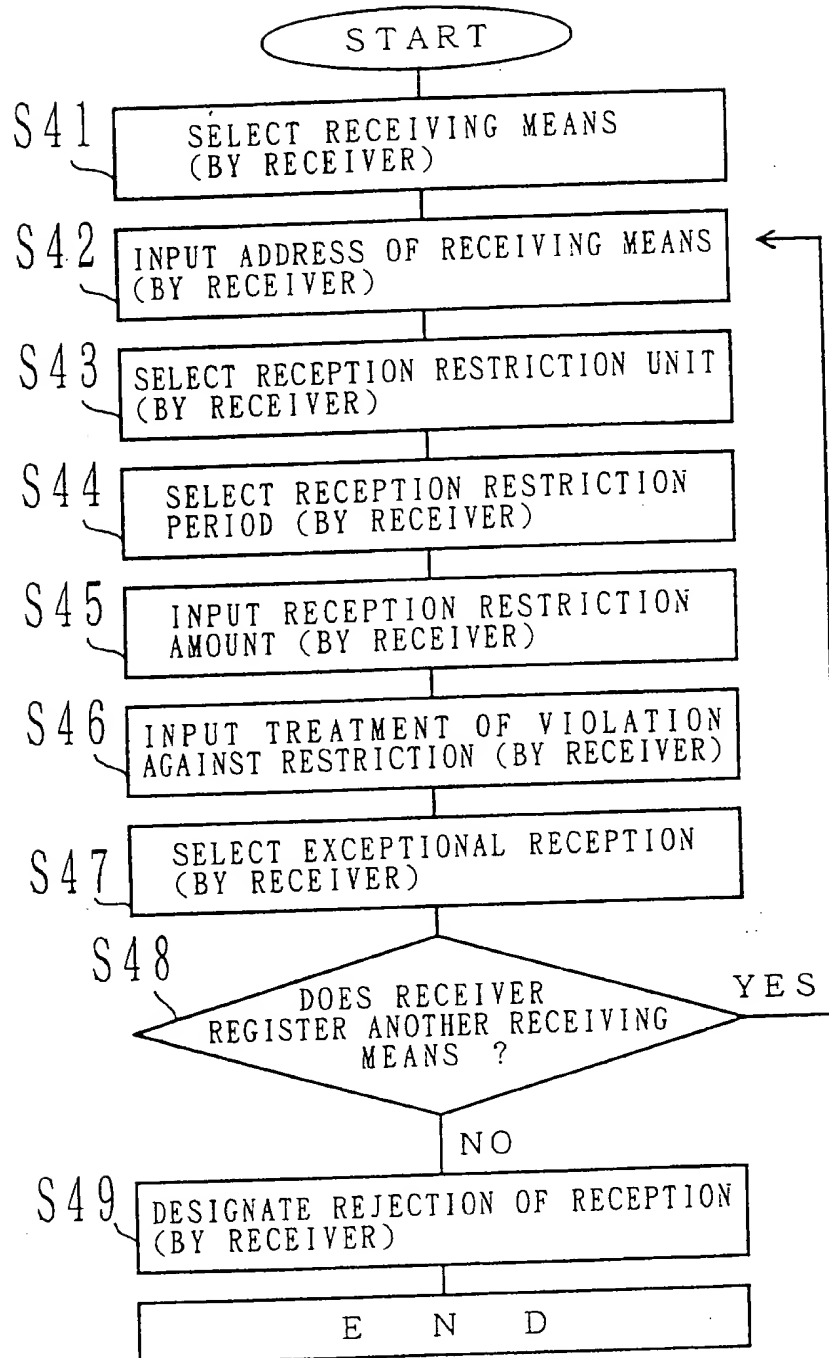 START
S41
SELECT RECEIVING MEANS
(BY RECEIVER)
S42
INPUT ADDRESS OF RECEIVING MEANS
(BY RECEIVER)
S43
SELECT RECEPTION RESTRICTION UNIT
(BY RECEIVER)
S44
SELECT RECEPTION RESTRICTION
PERIOD (BY RECEIVER)
S45
INPUT RECEPTION RESTRICTION
AMOUNT (BY RECEIVER)
S46
INPUT TREATMENT OF VIOLATION
AGAINST RESTRICTION (BY RECEIVER)
S47
SELECT EXCEPTIONAL RECEPTION
(BY RECEIVER)
S48
DOES RECEIVER
REGISTER ANOTHER RECEIVING
MEANS ?
YES
NO
S49
DESIGNATE REJECTION OF RECEPTION
(BY RECEIVER)
E N D